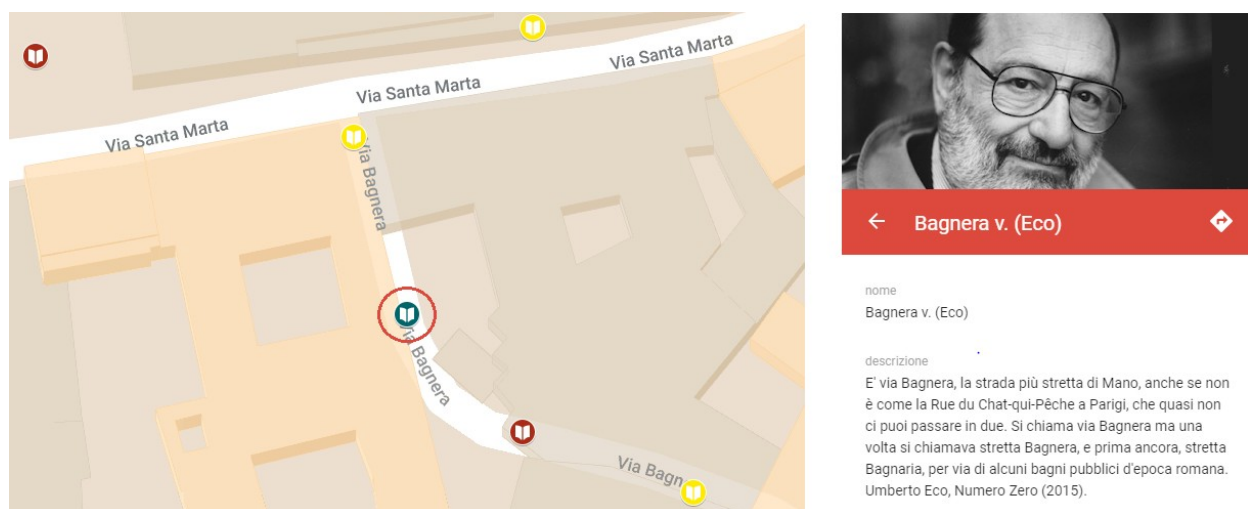 Via Santa Marta
Via Santa Marta
Via Santa Marta
Via Bagnera
Via Bagnera
Via Bagn
Bagnera v. (Eco)
nome
Bagnera v. (Eco)
descrizione
E' via Bagnera, la strada più stretta di Mano, anche se non
è come la Rue du Chat-qui-Pêche a Parigi, che quasi non
ci puoi passare in due. Si chiama via Bagnera ma una
volta si chiamava stretta Bagnera, e prima ancora, stretta
Bagnaria, per via di alcuni bagni pubblici d'epoca romana.
Umberto Eco, Numero Zero (2015).